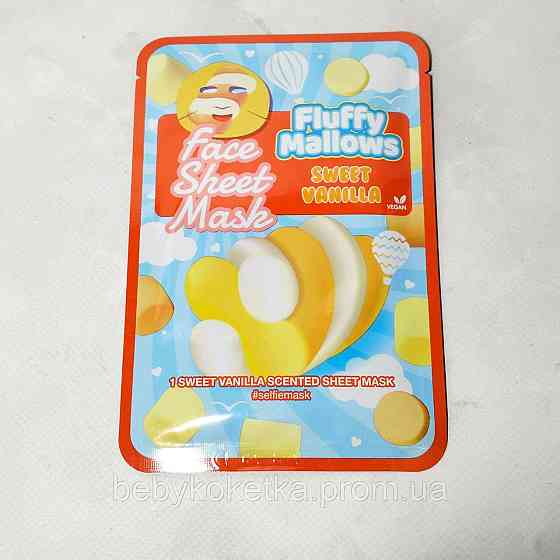 Fluffy
Mallows
Face
Sheet
Mask
SWEET
VANILLA
VEGAN
1 SWEET VANILLA SCENTED SHEET MASK
#selfiemask
bebykoketka.prom.ua